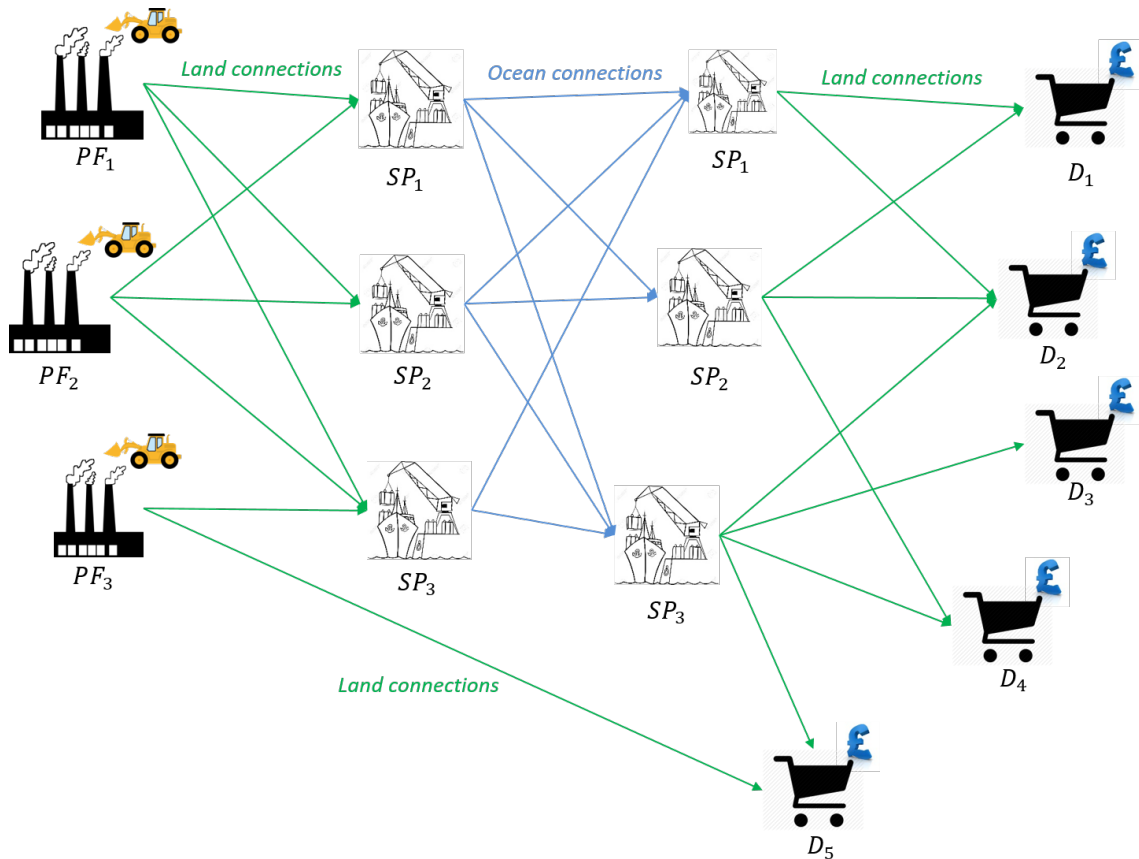 Land connections
Ocean connections
Land connections
£
PF₁
SP₁
SP₁
D₁
£
PF₂
SP₂
SP₂
D₂
£
D₃
PF₃
SP₃
SP₃
£
D₄
Land connections
£
D₅